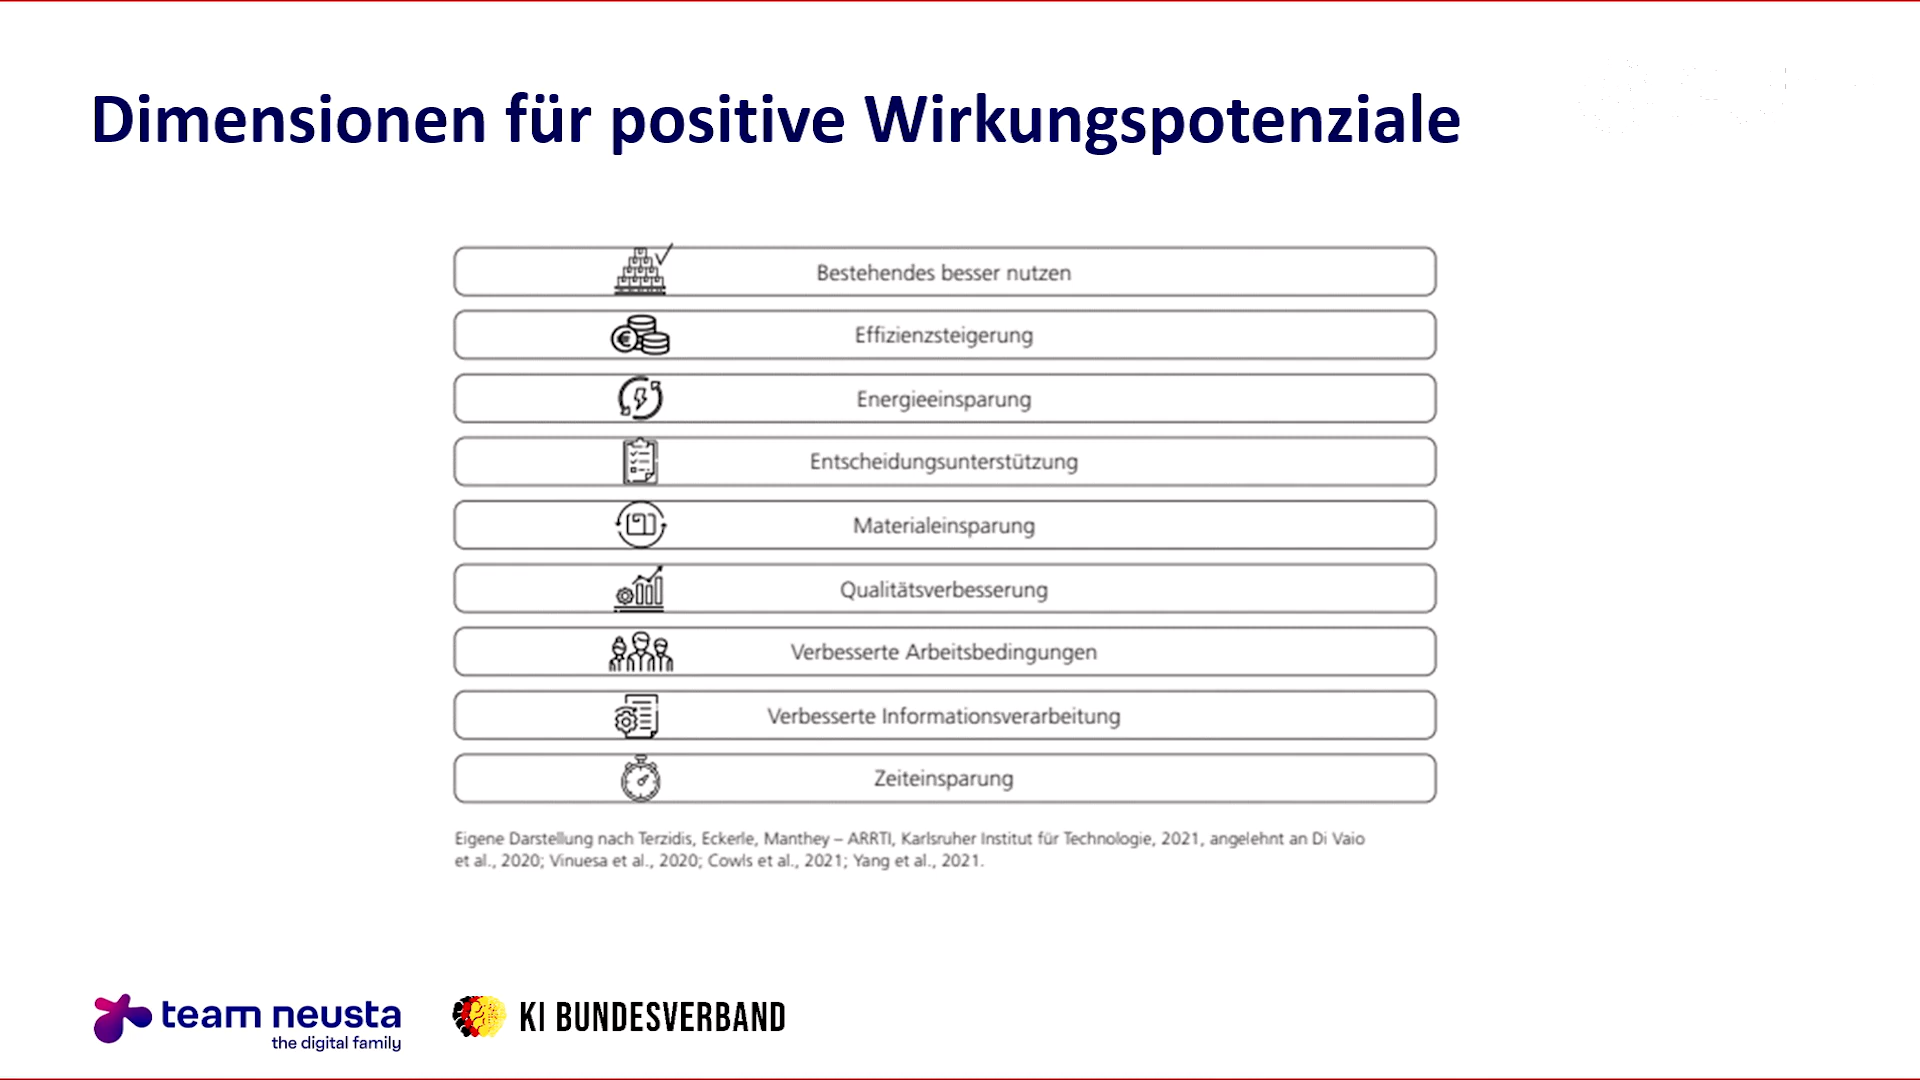 Dimensionen für positive Wirkungspotenziale
Bestehendes besser nutzen
Effizienzsteigerung
Energieeinsparung
Entscheidungsunterstützung
Materialeinsparung
Qualitätsverbesserung
Verbesserte Arbeitsbedingungen
Verbesserte Informationsverarbeitung
Zeiteinsparung
Eigene Darstellung nach Terzidis, Eckerle, Manthey – ARRTI, Karlsruher Institut für Technologie, 2021, angelehnt an Di Vaio
et al., 2020; Vinuesa et al., 2020; Cowls et al., 2021; Yang et al., 2021.
team neusta
the digital family
KI BUNDESVERBAND